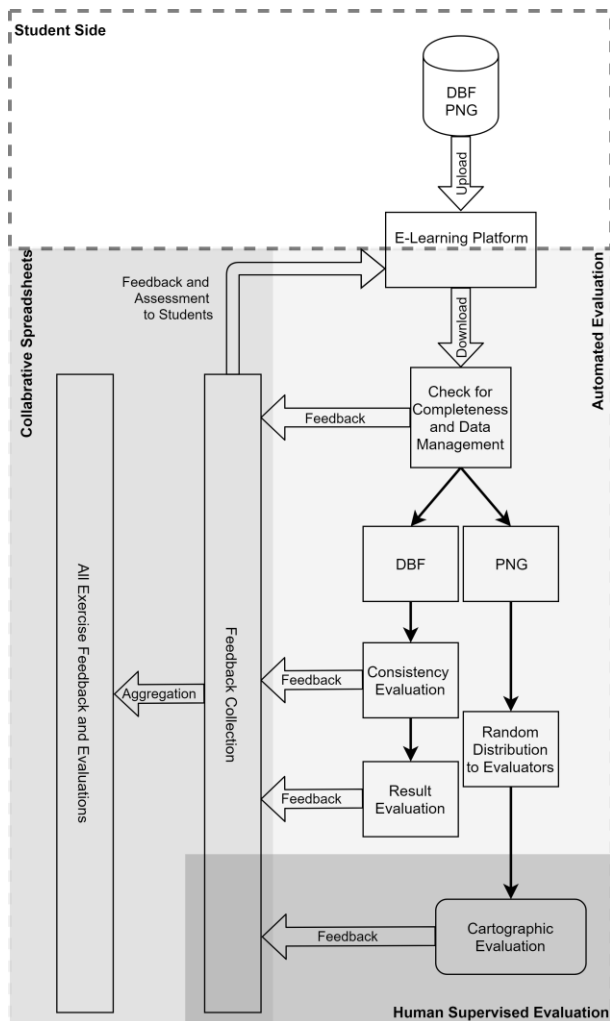 Student Side
DBF
PNG
Upload
E-Learning Platform
Collabrative Spreadsheets
Feedback and
Assessment
to Students
Download
Automated Evaluation
Check for
Completeness
and Data
Management
Feedback
DBF
PNG
All Exercise Feedback and Evaluations
Feedback Collection
Consistency
Evaluation
Feedback
Aggregation
Random
Distribution
to Evaluators
Result
Evaluation
Feedback
Cartographic
Evaluation
Feedback
Human Supervised Evaluation